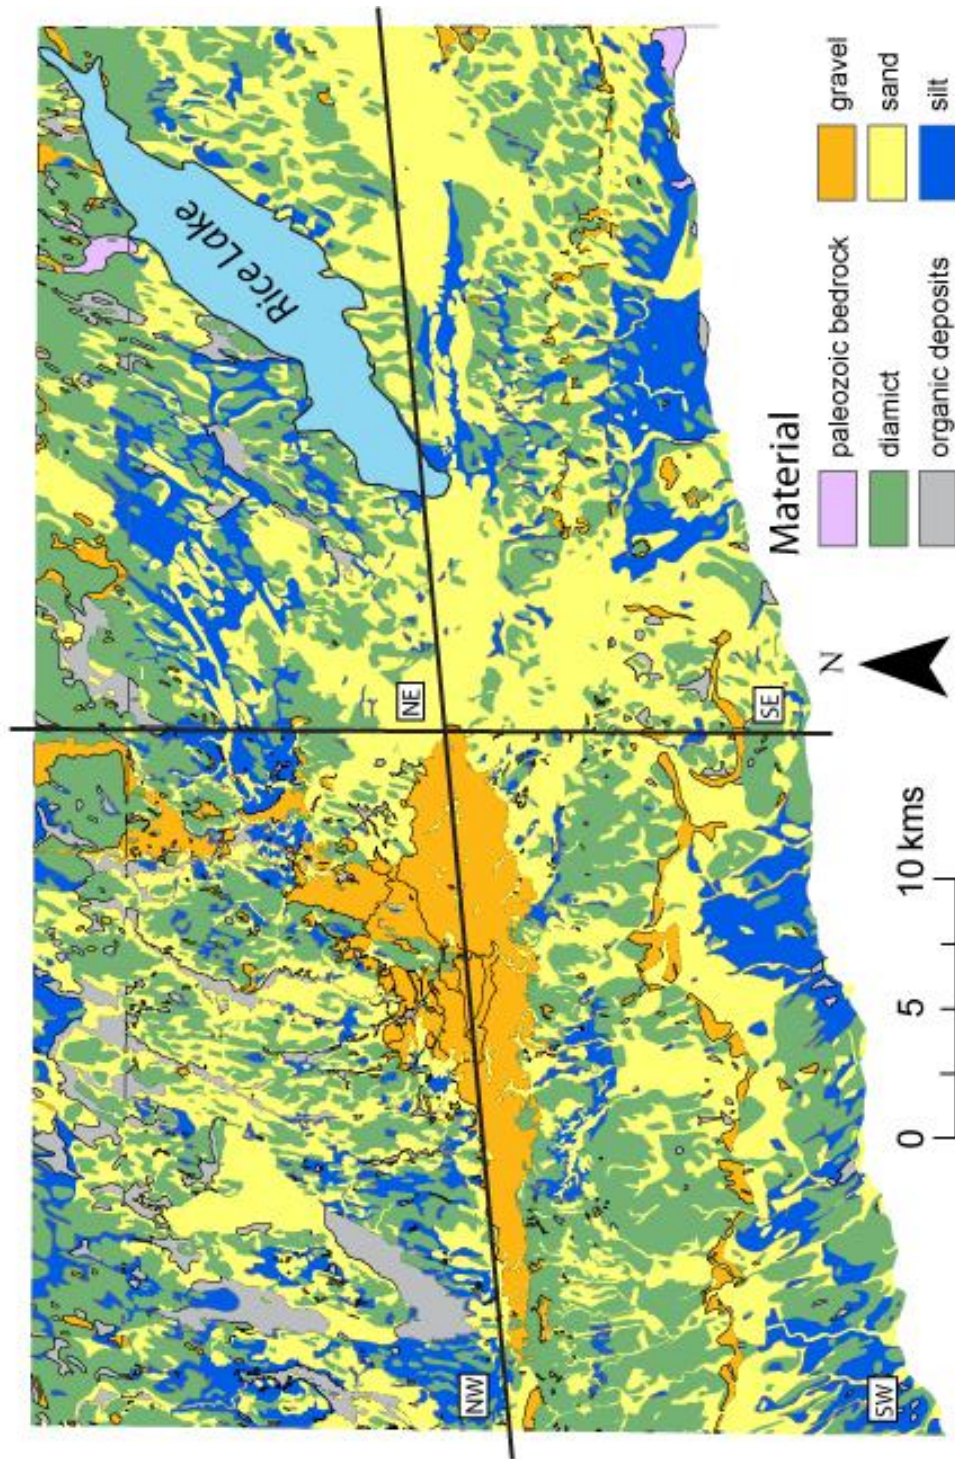 Rice Lake
NW
NE
SW
SE
0 5 10 kms
N
Material
paleozoic bedrock
gravel
diamict
sand
organic deposits
silt